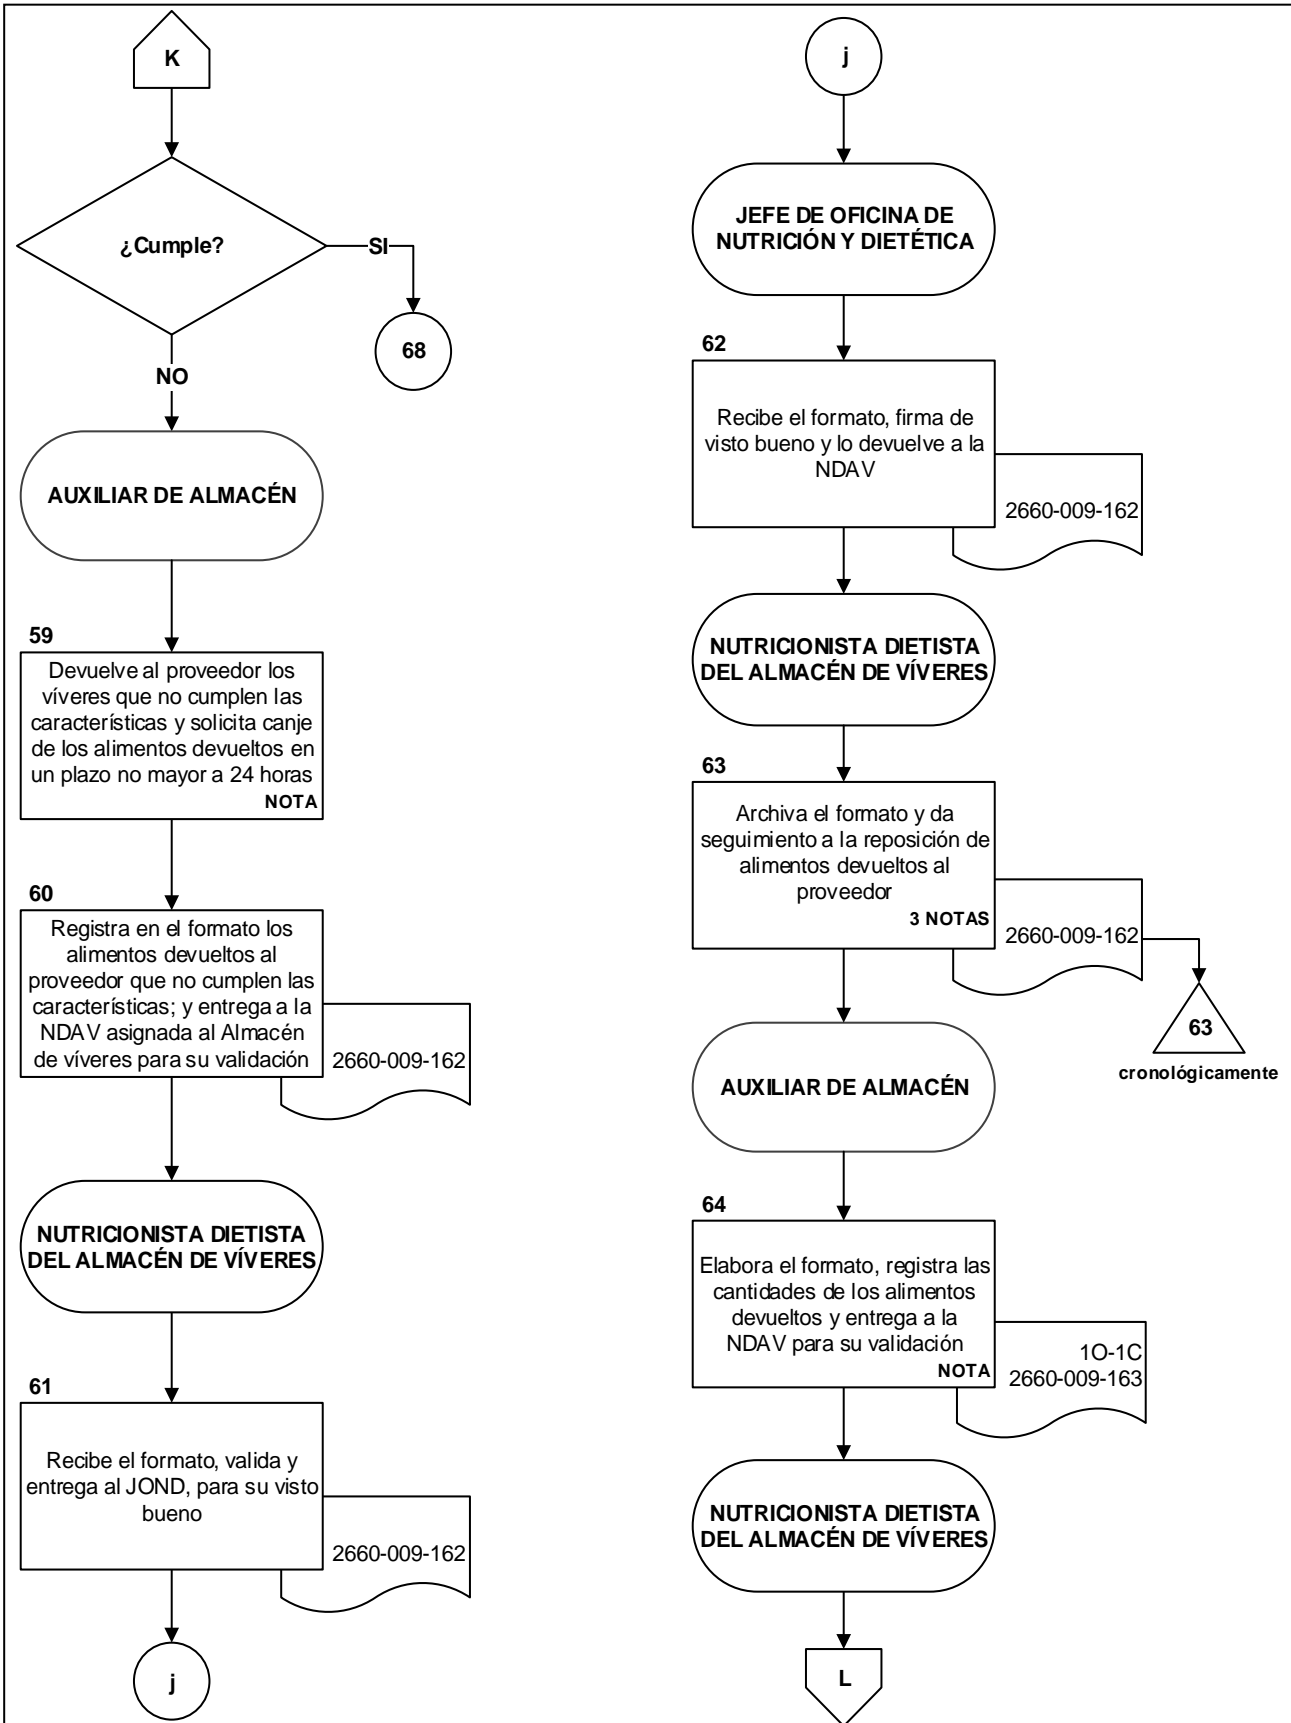 K
¿Cumple?
SI
68
NO
AUXILIAR DE ALMACÉN
59
Devuelve al proveedor los
víveres que no cumplen las
características y solicita canje
de los alimentos devueltos en
un plazo no mayor a 24 horas
NOTA
60
Registra en el formato los
alimentos devueltos al
proveedor que no cumplen las
características; y entrega a la
NDAV asignada al Almacén
de víveres para su validación
2660-009-162
NUTRICIONISTA DIETISTA
DEL ALMACÉN DE VÍVERES
61
Recibe el formato, valida y
entrega al JOND, para su visto
bueno
2660-009-162
j
j
JEFE DE OFICINA DE
NUTRICIÓN Y DIETÉTICA
62
Recibe el formato, firma de
visto bueno y lo devuelve a la
NDAV
2660-009-162
NUTRICIONISTA DIETISTA
DEL ALMACÉN DE VÍVERES
63
Archiva el formato y da
seguimiento a la reposición de
alimentos devueltos al
proveedor
3 NOTAS
2660-009-162
63
cronológicamente
AUXILIAR DE ALMACÉN
64
Elabora el formato, registra las
cantidades de los alimentos
devueltos y entrega a la
NDAV para su validación
NOTA
1O-1C
2660-009-163
NUTRICIONISTA DIETISTA
DEL ALMACÉN DE VÍVERES
L